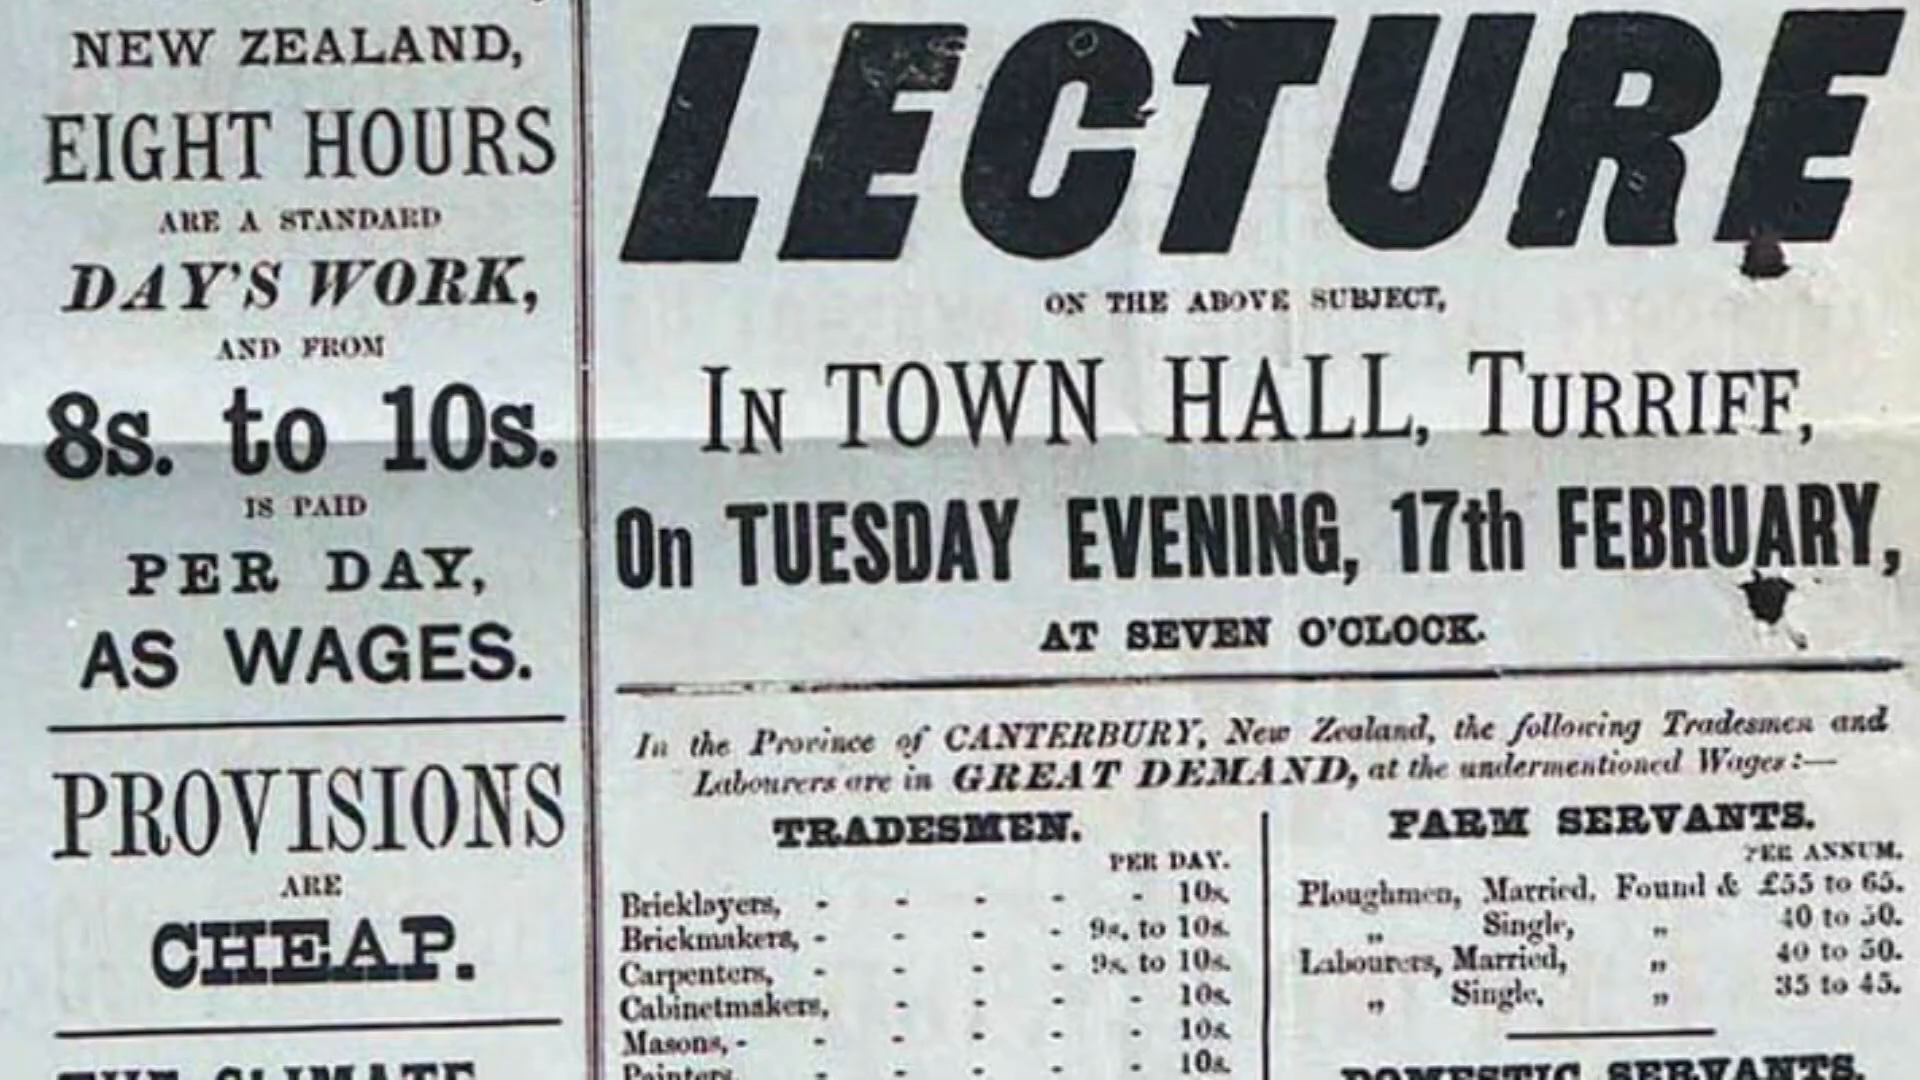 NEW ZEALAND,
EIGHT HOURS
ARE A STANDARD
DAY'S WORK,
AND FROM
8s. to 10s.
IS PAID
PER DAY,
AS WAGES.
PROVISIONS
ARE
CHEAP.
THE CLIMATE
LECTURE
ON THE ABOVE SUBJECT,
IN TOWN HALL, TURRIFF,
On TUESDAY EVENING, 17th FEBRUARY,
AT SEVEN O'CLOCK.
In the Province of CANTERBURY, New Zealand, the following Tradesmen and
Labourers are in GREAT DEMAND, at the undermentioned Wages:—
TRADESMEN.
PER DAY.
Bricklayers, - - - - - 10s.
Brickmakers, - - - - 9s. to 10s.
Carpenters, - - - - 9s. to 10s.
Cabinetmakers, - - - - 10s.
Masons, - - - - - - 10s.
Painters, - - - - - 10s.
FARM SERVANTS.
PER ANNUM.
Ploughmen, Married, Found & £55 to 65.
„ Single, „ 40 to 50.
Labourers, Married, „ 40 to 50.
„ Single, „ 35 to 45.
DOMESTIC SERVANTS.